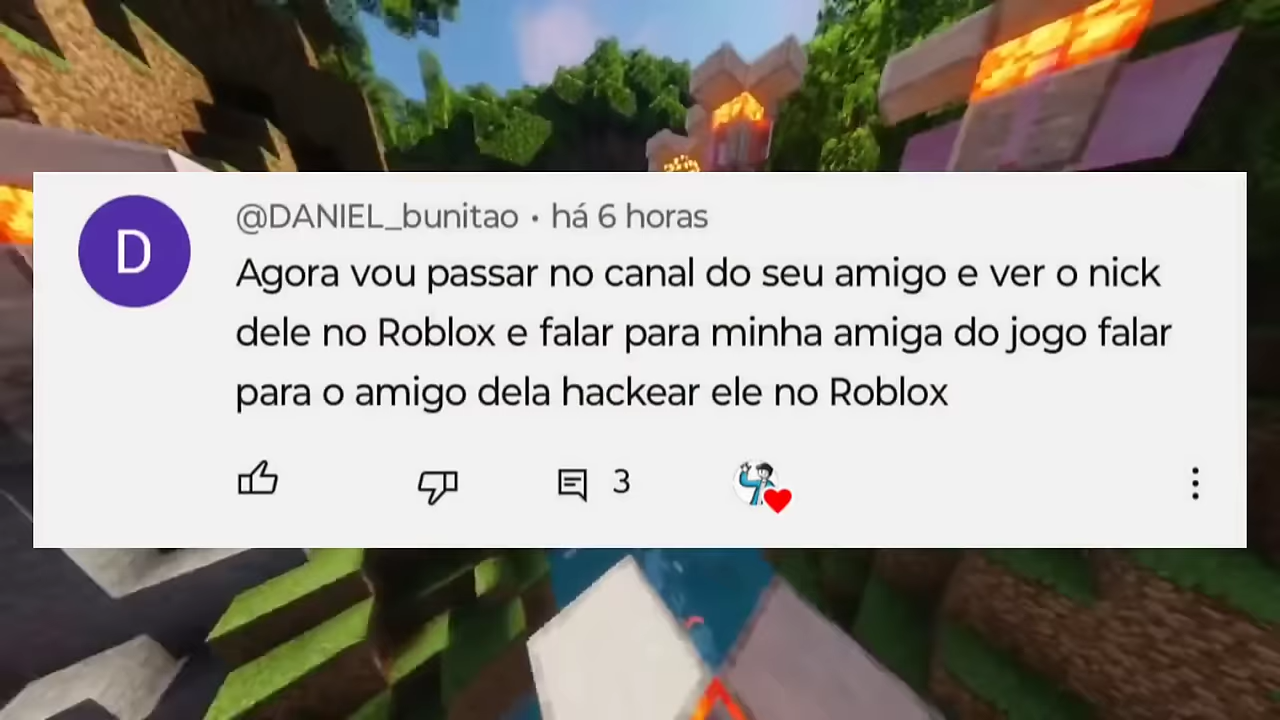 D
@DANIEL_bunitao • há 6 horas
Agora vou passar no canal do seu amigo e ver o nick
dele no Roblox e falar para minha amiga do jogo falar
para o amigo dela hackear ele no Roblox
3